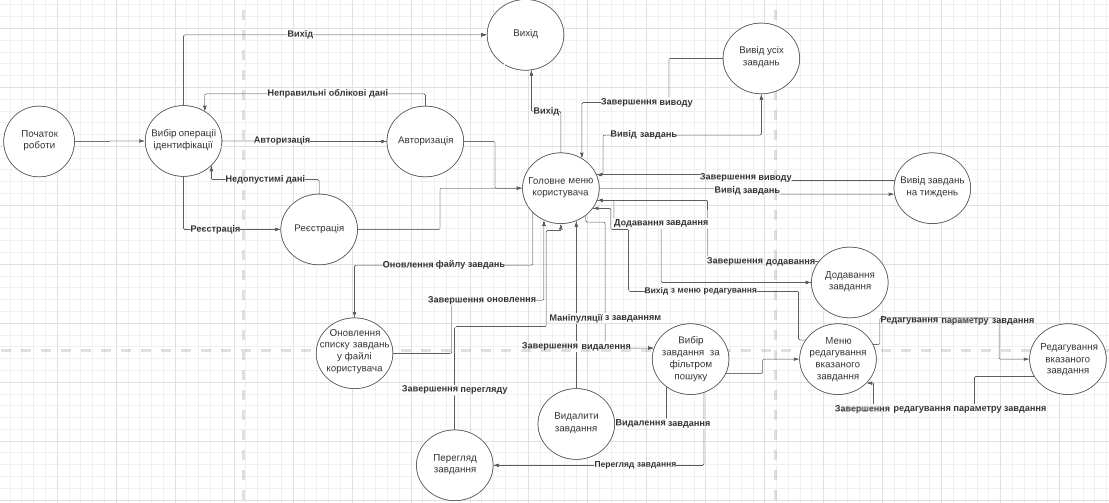 Вихід
Вихід
Вивід усіх
завдань
Неправильні облікові дані
Завершення виводу
Вихід
Початок
роботи
Вибір операції
ідентифікації
Авторизація
Авторизація
Вивід завдань
Недопустимі дані
Головне меню
користувача
Завершення виводу
Вивід завдань
Вивід завдань
на тиждень
Реєстрація
Реєстрація
Додавання завдання
Оновлення файлу завдань
Завершення додавання
Додавання
завдання
Вихід з меню редагування
Завершення оновлення
Маніпуляції з завданням
Редагування параметру завдання
Оновлення
списку завдань
у файлі
користувача
Завершення видалення
Вибір
завдання за
фільтром
пошуку
Меню
редагування
вказаного
завдання
Редагування
вказаного
завдання
Завершення перегляду
Видалити
завдання
Видалення завдання
Завершення редагування параметру завдання
Перегляд
завдання
Перегляд завдання